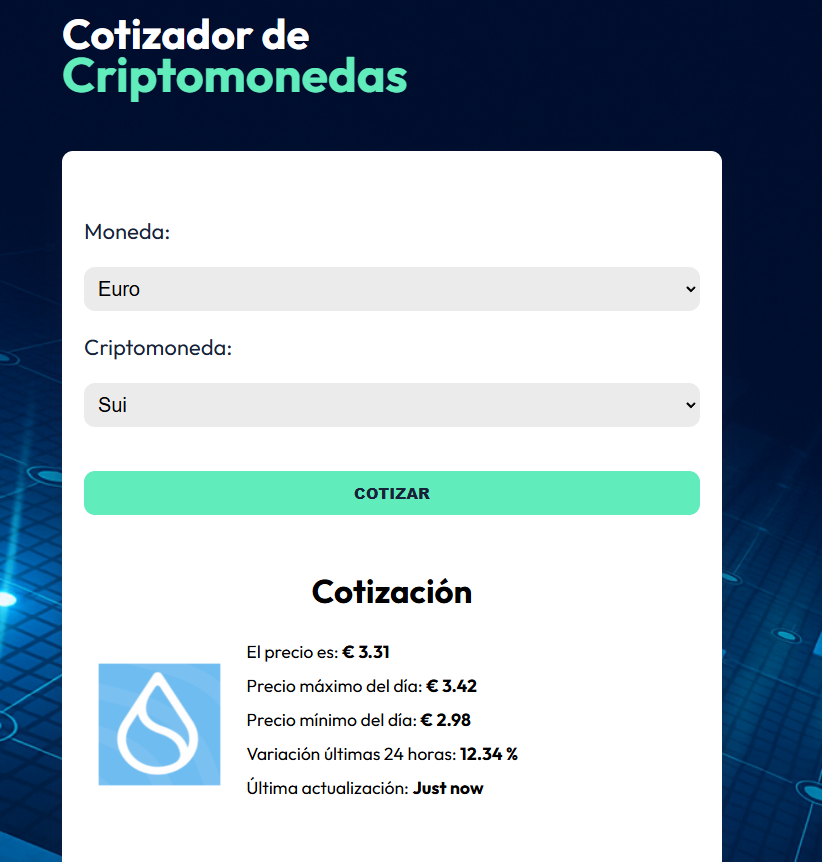 Cotizador de
Criptomonedas
Moneda:
Euro
Criptomoneda:
Sui
COTIZAR
Cotización
El precio es: € 3.31
Precio máximo del día: € 3.42
Precio mínimo del día: € 2.98
Variación últimas 24 horas: 12.34 %
Última actualización: Just now